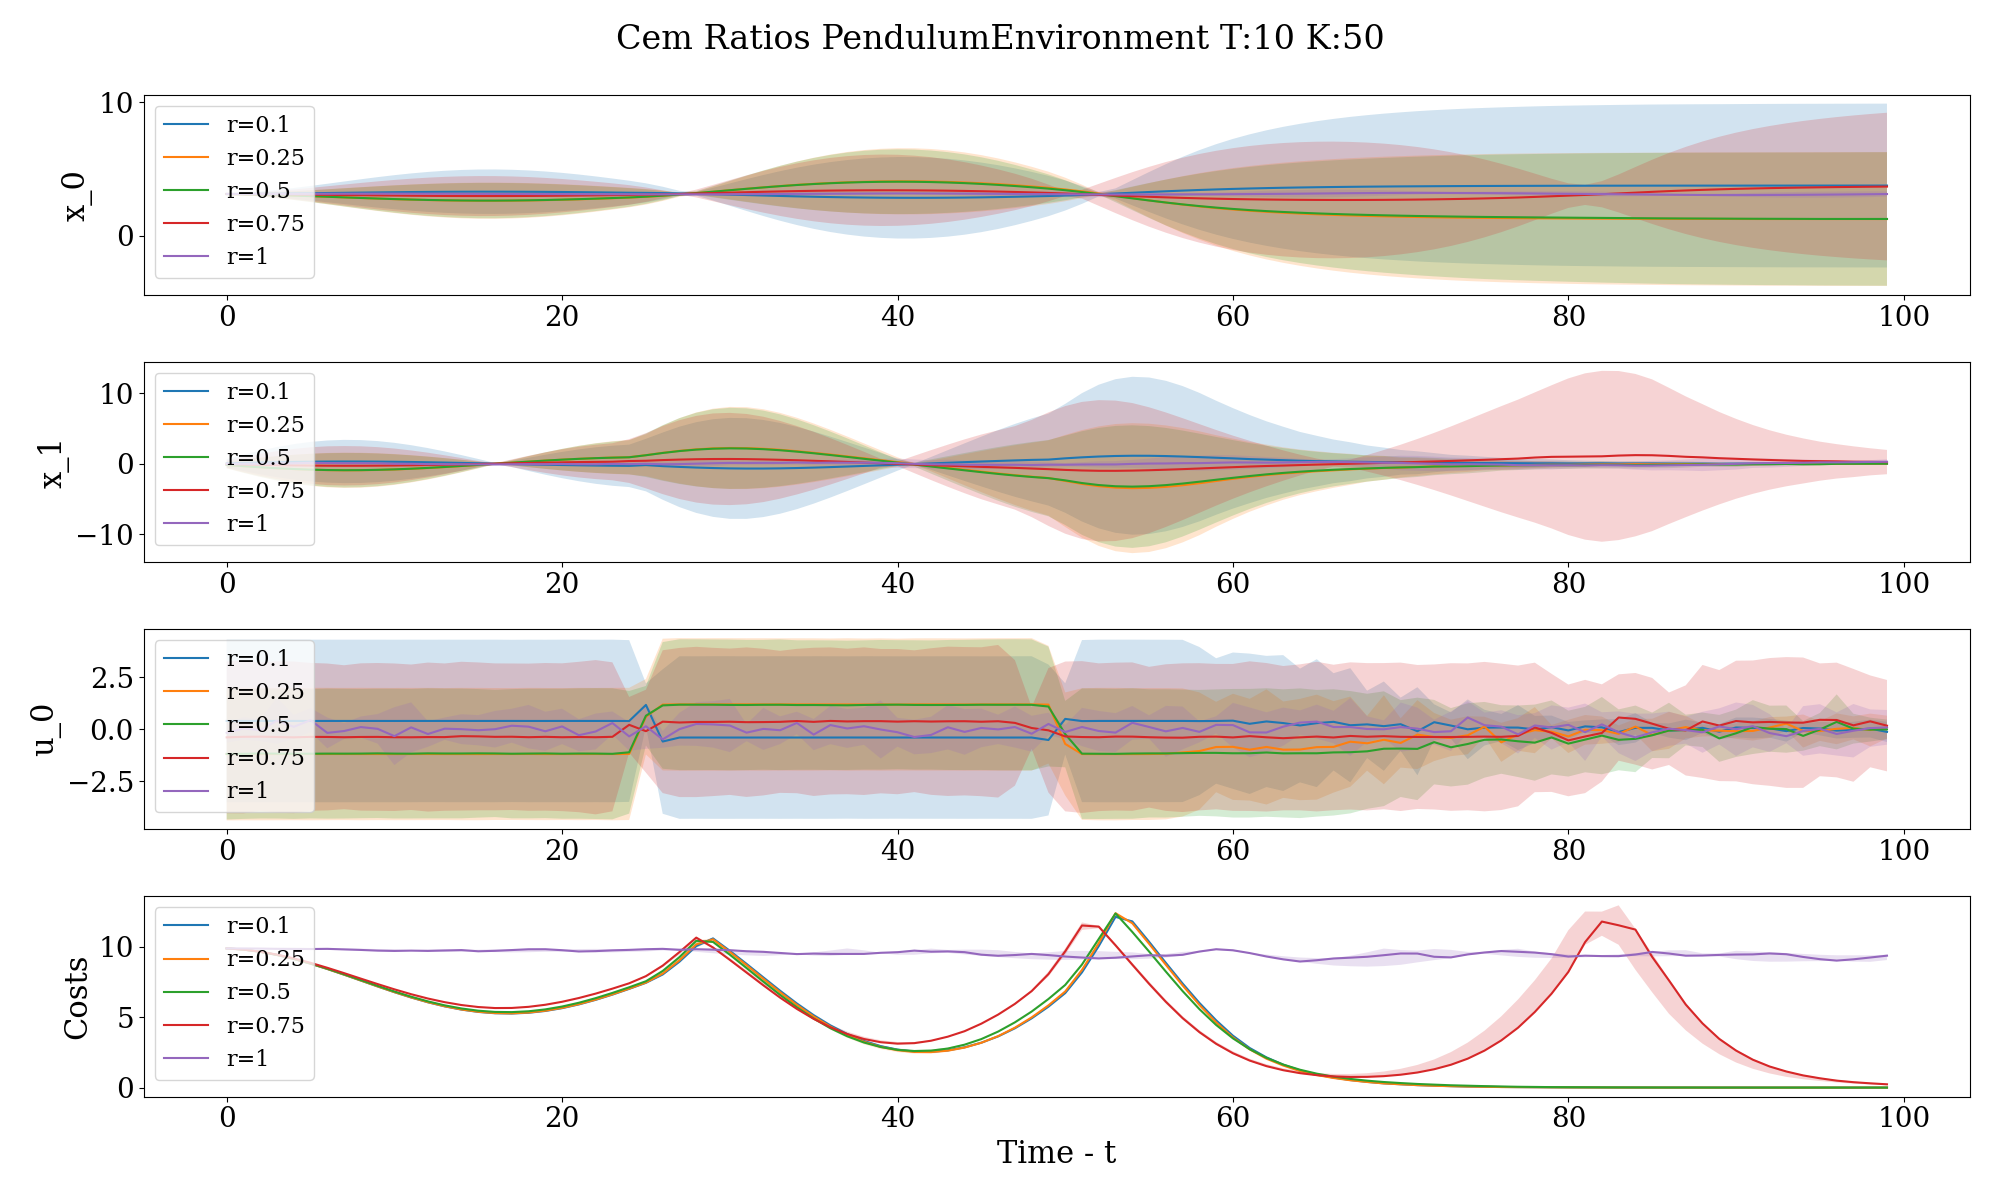 Cem Ratios PendulumEnvironment T:10 K:50
x_0
10
0
r=0.1
r=0.25
r=0.5
r=0.75
r=1
0 20 40 60 80 100
x_1
10
0
−10
r=0.1
r=0.25
r=0.5
r=0.75
r=1
0 20 40 60 80 100
u_0
2.5
0.0
−2.5
r=0.1
r=0.25
r=0.5
r=0.75
r=1
0 20 40 60 80 100
Costs
10
5
0
r=0.1
r=0.25
r=0.5
r=0.75
r=1
0 20 40 60 80 100
Time - t